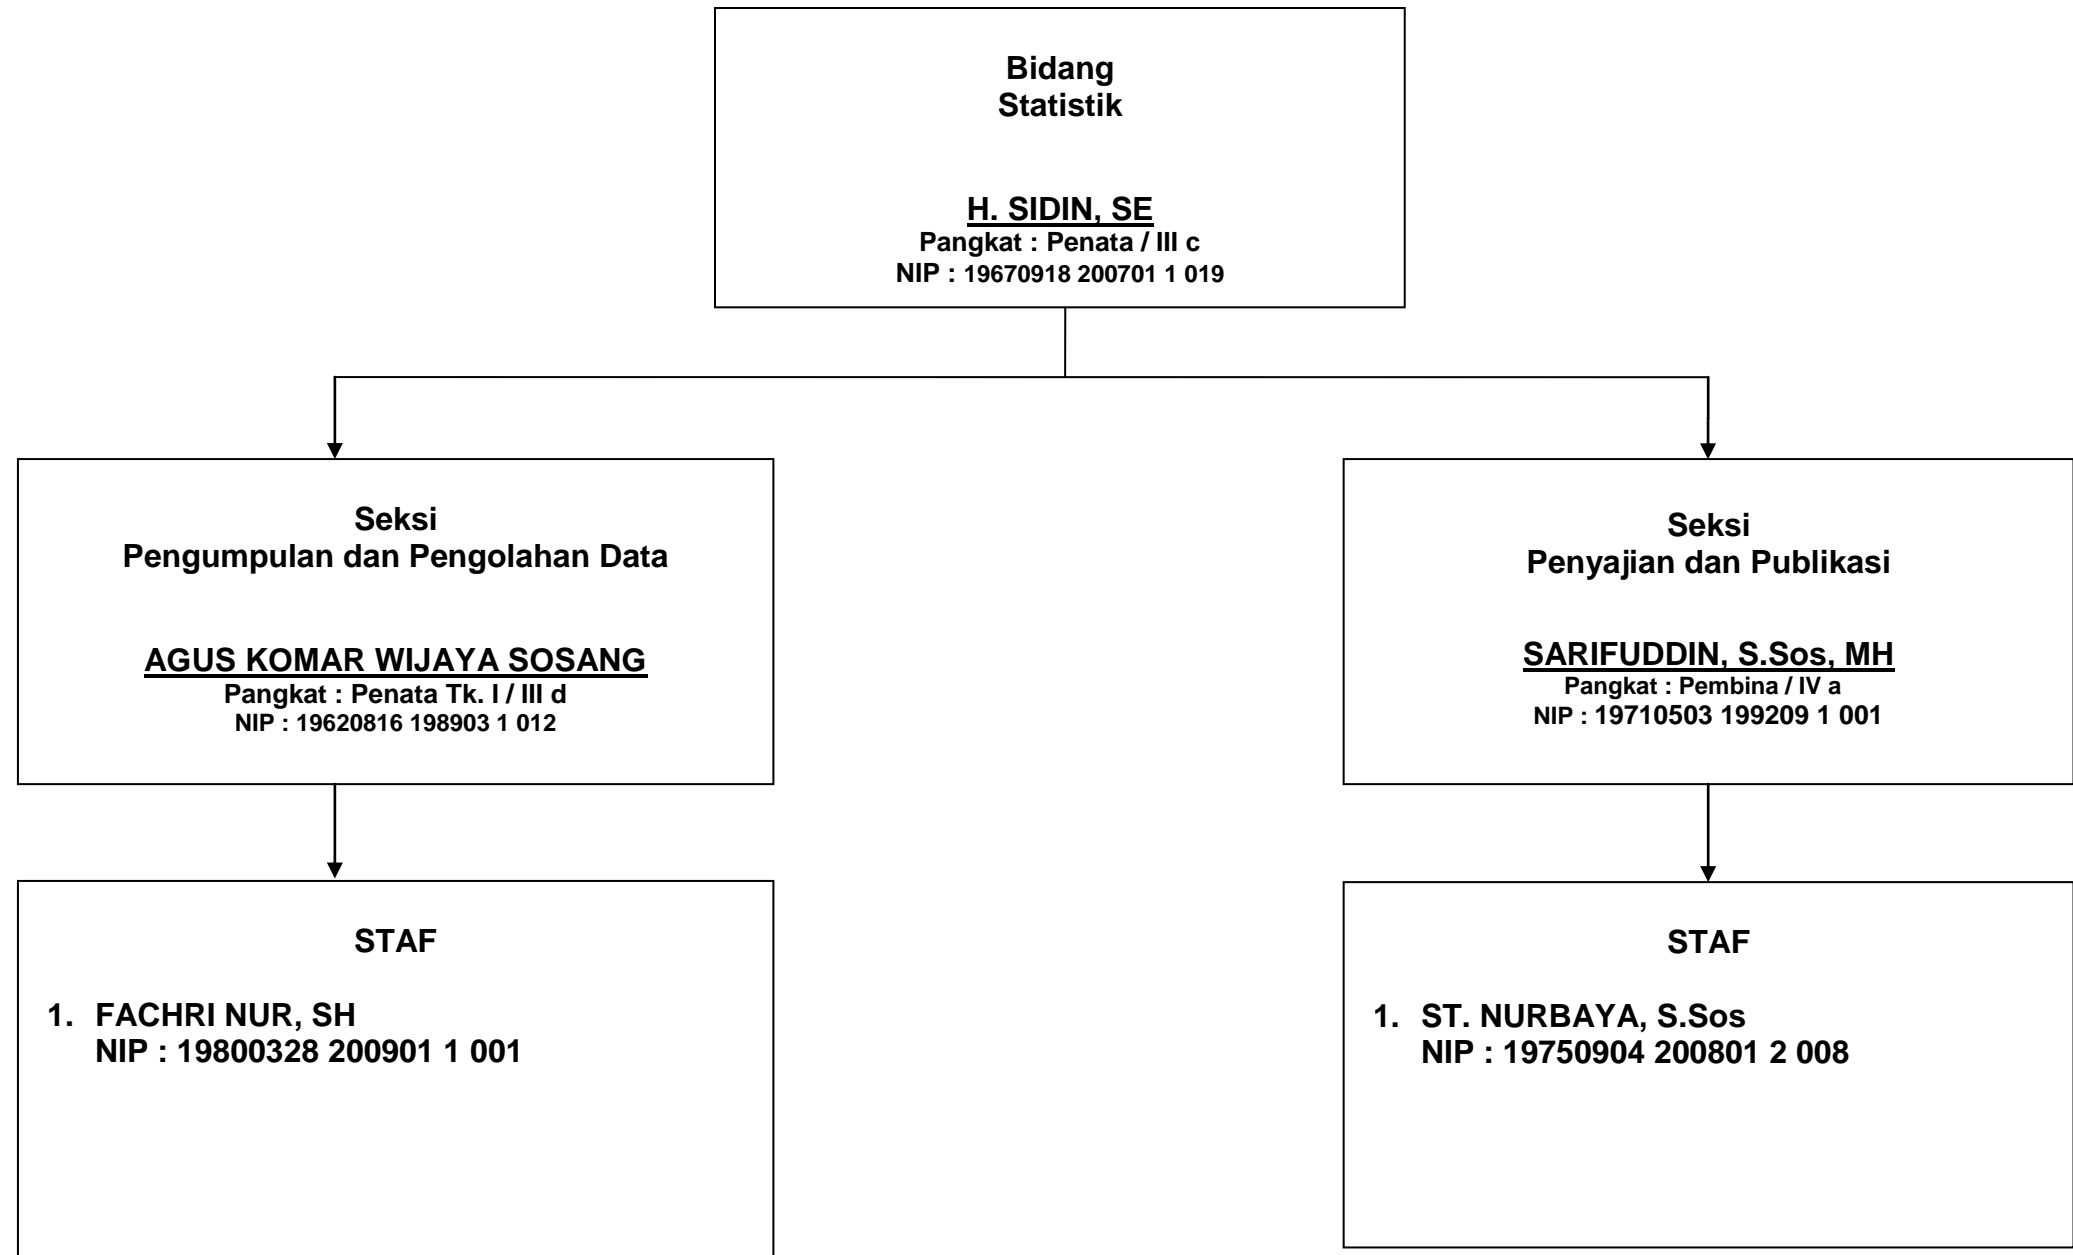 Bidang
Statistik
H. SIDIN, SE
Pangkat : Penata / III c
NIP : 19670918 200701 1 019
Seksi
Pengumpulan dan Pengolahan Data
AGUS KOMAR WIJAYA SOSANG
Pangkat : Penata Tk. I / III d
NIP : 19620816 198903 1 012
Seksi
Penyajian dan Publikasi
SARIFUDDIN, S.Sos, MH
Pangkat : Pembina / IV a
NIP : 19710503 199209 1 001
STAF
1. FACHRI NUR, SH
NIP : 19800328 200901 1 001
STAF
1. ST. NURBAYA, S.Sos
NIP : 19750904 200801 2 008